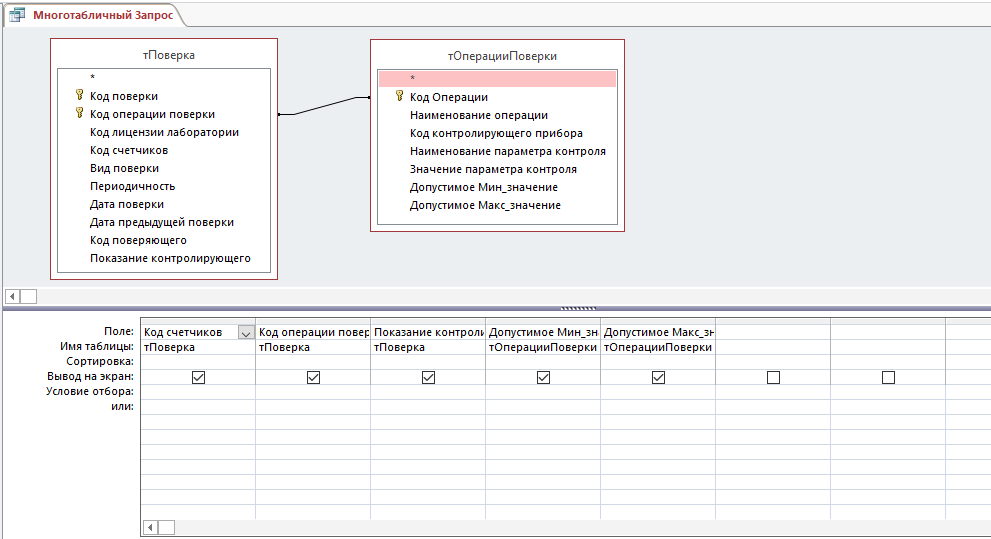 Многотабличный Запрос
тПоверка
*
Код поверки
Код операции поверки
Код лицензии лаборатории
Код счетчиков
Вид поверки
Периодичность
Дата поверки
Дата предыдущей поверки
Код поверяющего
Показание контролирующего
тОперацииПоверки
*
Код Операции
Наименование операции
Код контролирующего прибора
Наименование параметра контроля
Значение параметра контроля
Допустимое Мин_значение
Допустимое Макс_значение
Поле: Код счетчиков Код операции повер Показание контроли Допустимое Мин_зн Допустимое Макс_зн
Имя таблицы: тПоверка тПоверка тПоверка тОперацииПоверки тОперацииПоверки
Сортировка:
Вывод на экран:
Условие отбора:
или: